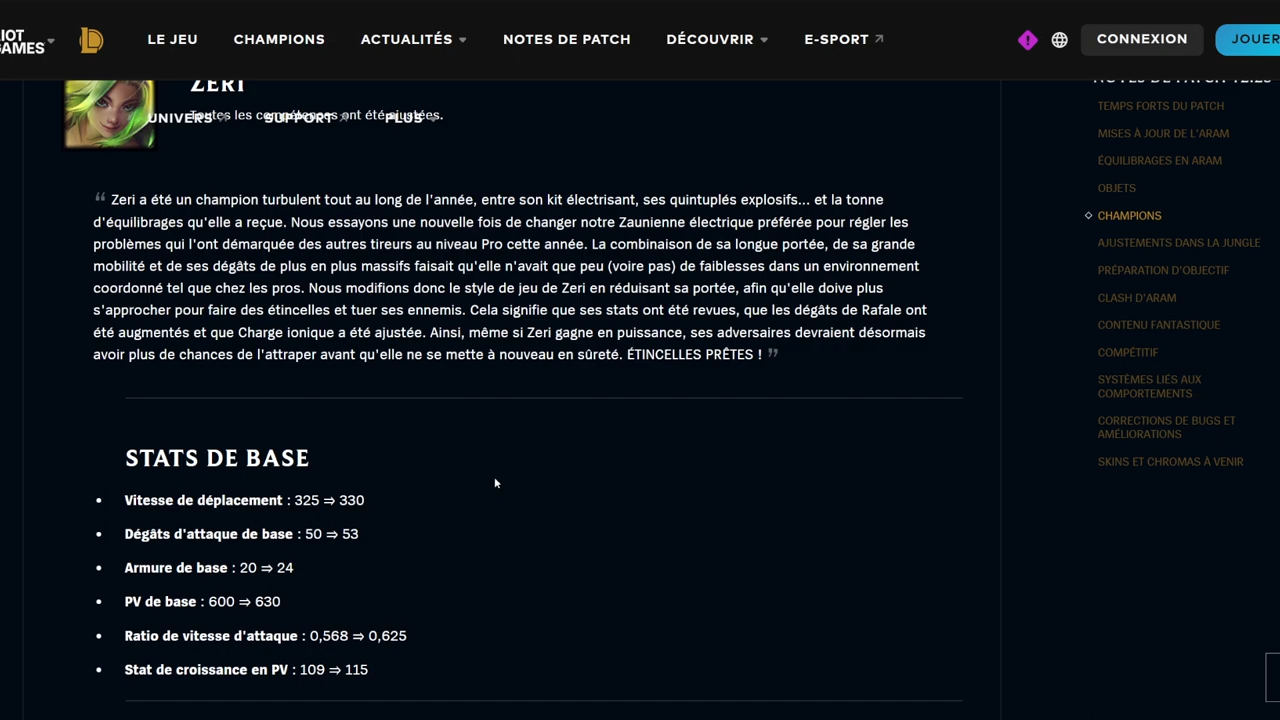 RIOT
GAMES
LE JEU
CHAMPIONS
ACTUALITÉS
NOTES DE PATCH
DÉCOUVRIR
E-SPORT
CONNEXION
JOUER
UNIVERS
SUPPORT
PLUS
ZERI
Toutes les compétences ont été ajustées.
“ Zeri a été un champion turbulent tout au long de l'année, entre son kit électrisant, ses quintuplés explosifs... et la tonne
d'équilibrages qu'elle a reçue. Nous essayons une nouvelle fois de changer notre Zaunienne électrique préférée pour régler les
problèmes qui l'ont démarquée des autres tireurs au niveau Pro cette année. La combinaison de sa longue portée, de sa grande
mobilité et de ses dégâts de plus en plus massifs faisait qu'elle n'avait que peu (voire pas) de faiblesses dans un environnement
coordonné tel que chez les pros. Nous modifions donc le style de jeu de Zeri en réduisant sa portée, afin qu'elle doive plus
s'approcher pour faire des étincelles et tuer ses ennemis. Cela signifie que ses stats ont été revues, que les dégâts de Rafale ont
été augmentés et que Charge ionique a été ajustée. Ainsi, même si Zeri gagne en puissance, ses adversaires devraient désormais
avoir plus de chances de l'attraper avant qu'elle ne se mette à nouveau en sûreté. ÉTINCELLES PRÊTES ! ”
STATS DE BASE
• Vitesse de déplacement : 325 ⇒ 330
• Dégâts d'attaque de base : 50 ⇒ 53
• Armure de base : 20 ⇒ 24
• PV de base : 600 ⇒ 630
• Ratio de vitesse d'attaque : 0,568 ⇒ 0,625
• Stat de croissance en PV : 109 ⇒ 115
NOTES DE PATCH 12.23
TEMPS FORTS DU PATCH
MISES À JOUR DE L'ARAM
ÉQUILIBRAGES EN ARAM
OBJETS
CHAMPIONS
AJUSTEMENTS DANS LA JUNGLE
PRÉPARATION D'OBJECTIF
CLASH D'ARAM
CONTENU FANTASTIQUE
COMPÉTITIF
SYSTÈMES LIÉS AUX
COMPORTEMENTS
CORRECTIONS DE BUGS ET
AMÉLIORATIONS
SKINS ET CHROMAS À VENIR